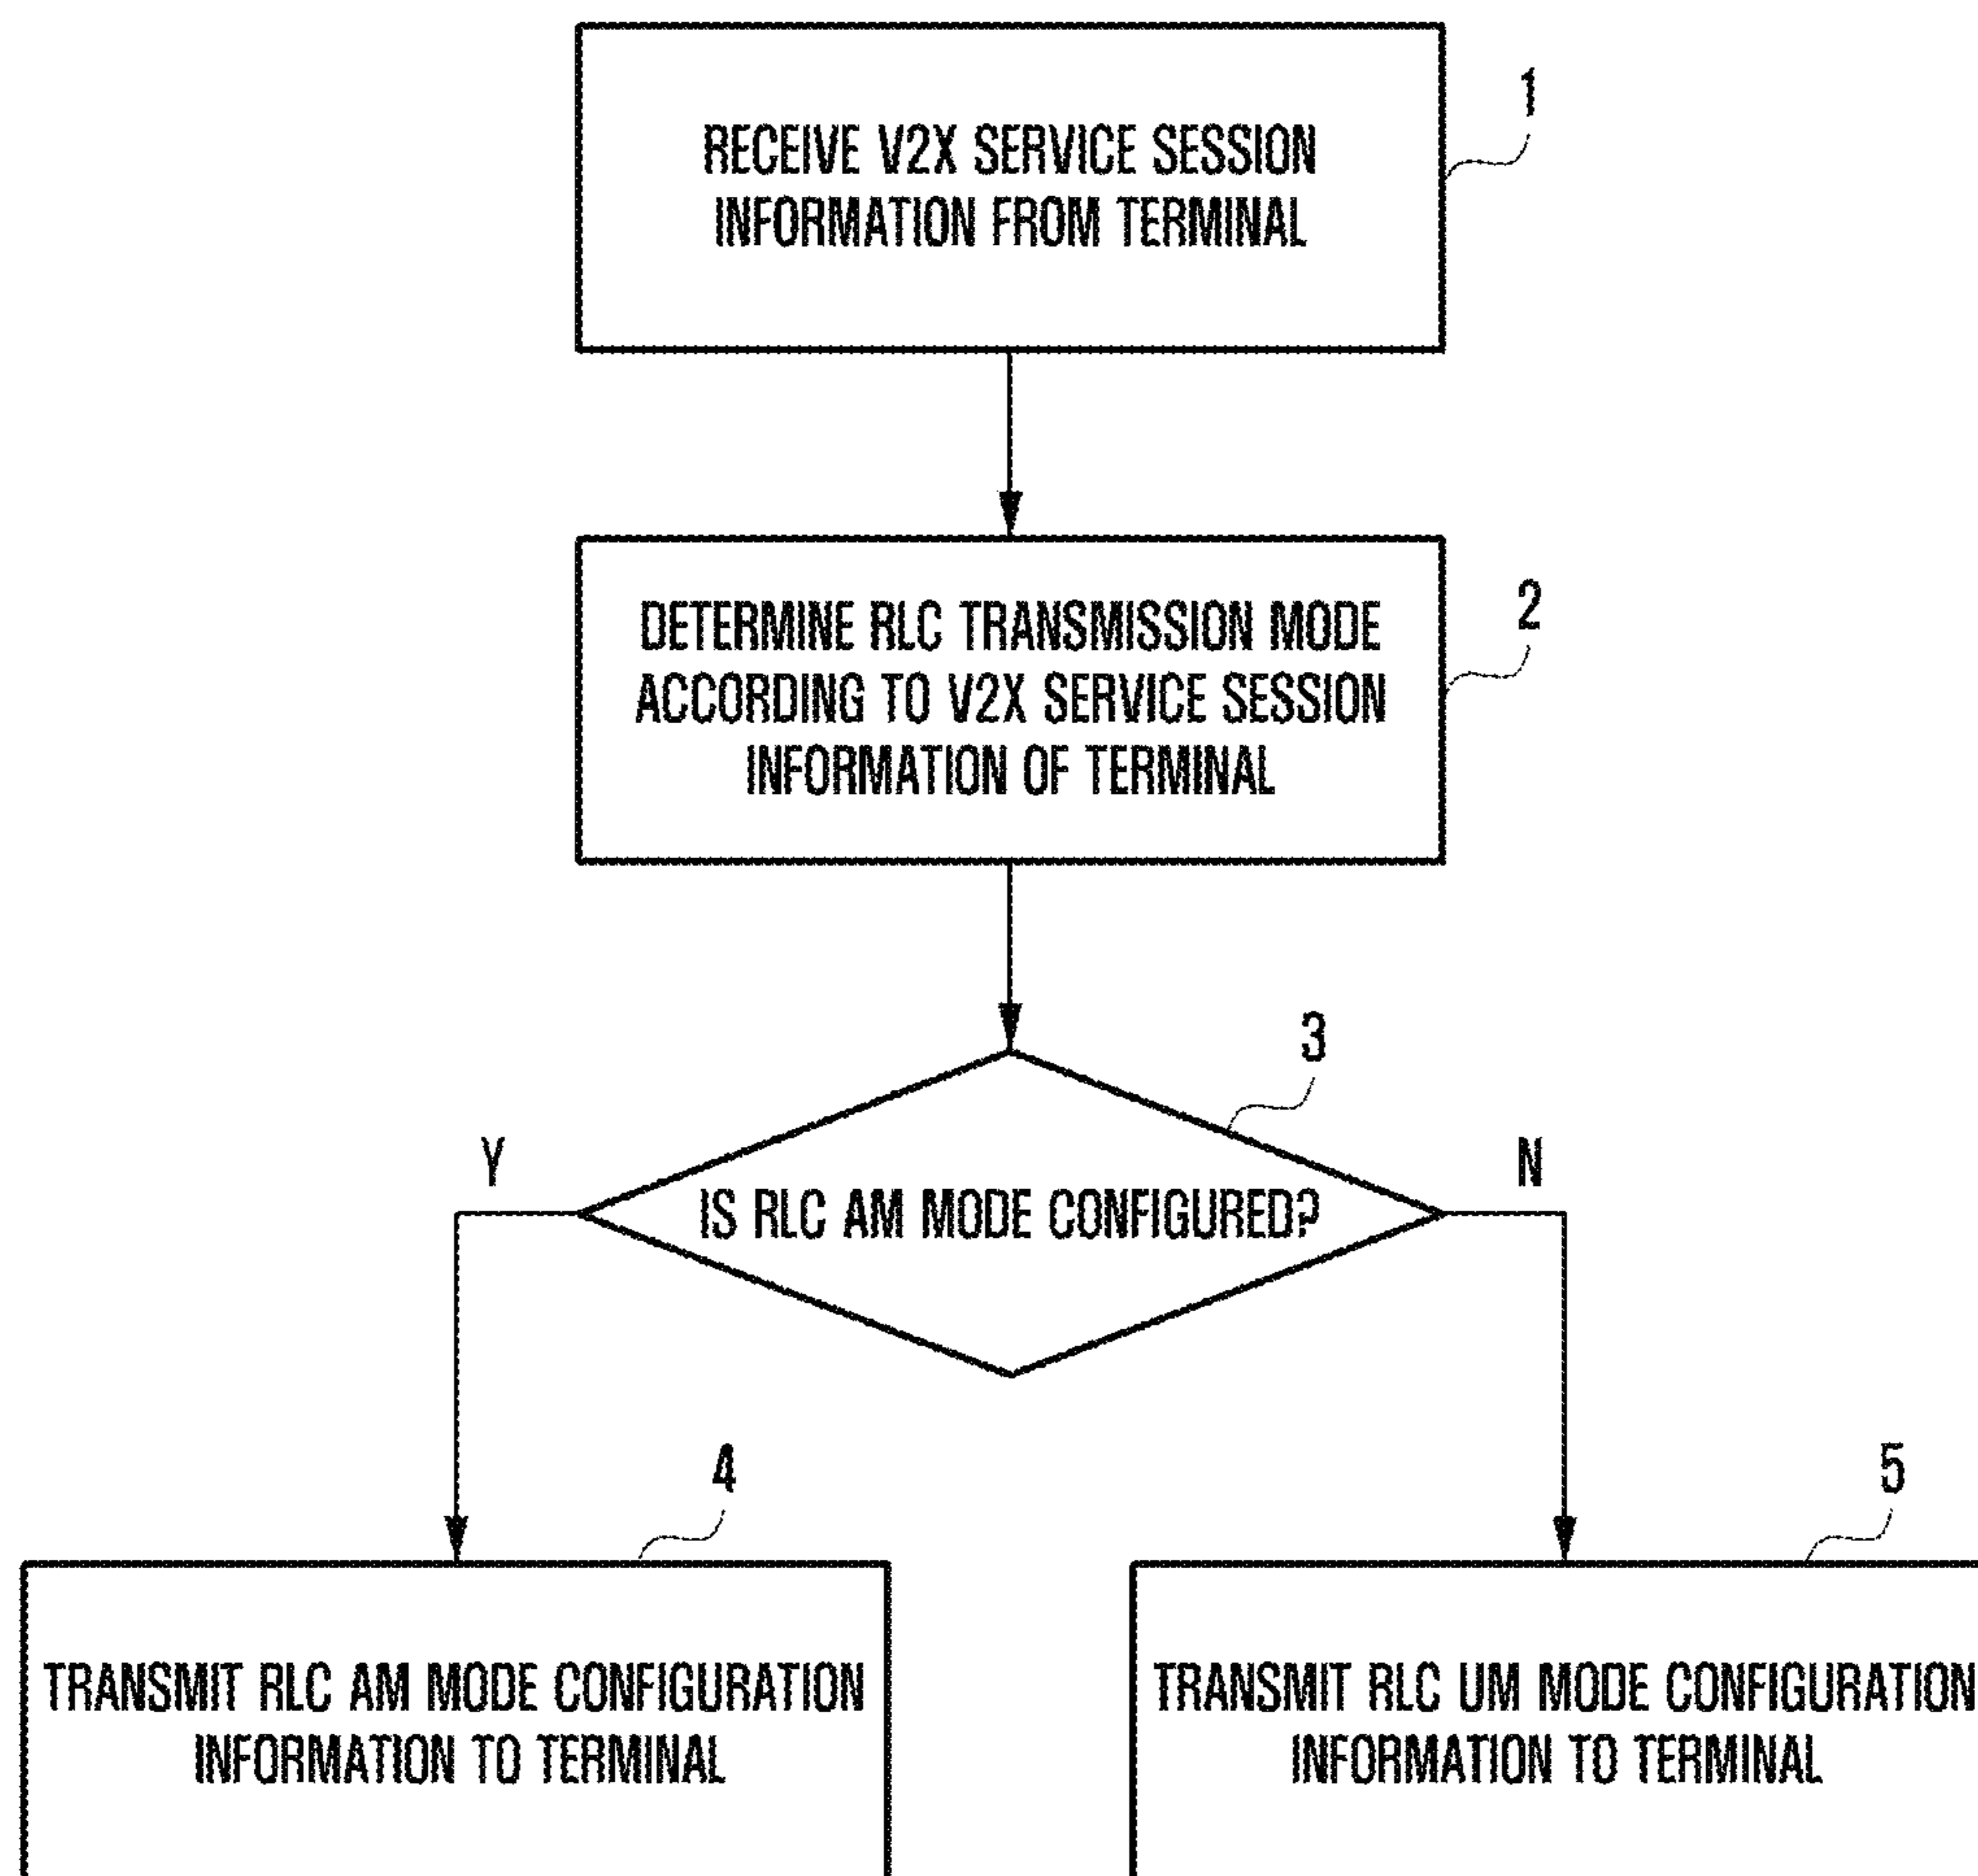 1
RECEIVE V2X SERVICE SESSION
INFORMATION FROM TERMINAL
2
DETERMINE RLC TRANSMISSION MODE
ACCORDING TO V2X SERVICE SESSION
INFORMATION OF TERMINAL
3
Y
N
IS RLC AM MODE CONFIGURED?
4
TRANSMIT RLC AM MODE CONFIGURATION
INFORMATION TO TERMINAL
5
TRANSMIT RLC UM MODE CONFIGURATION
INFORMATION TO TERMINAL